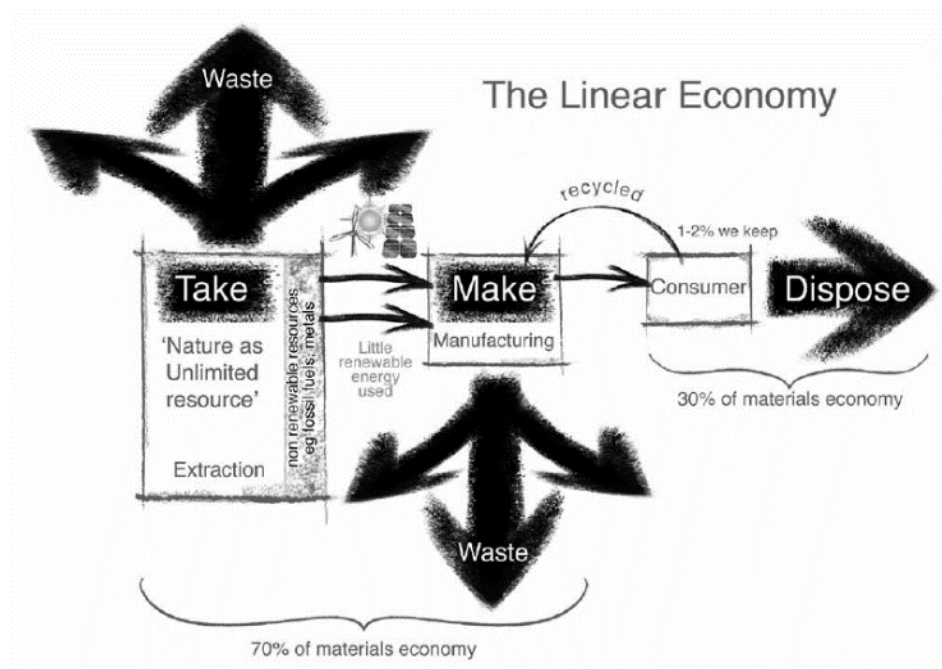 The Linear Economy
Waste
recycled
1-2% we keep
Take
'Nature as
Unlimited
resource'
Extraction
non renewable resources
eg fossil fuels, metals
Little
renewable
energy
used
Make
Manufacturing
Consumer
Dispose
30% of materials economy
Waste
70% of materials economy